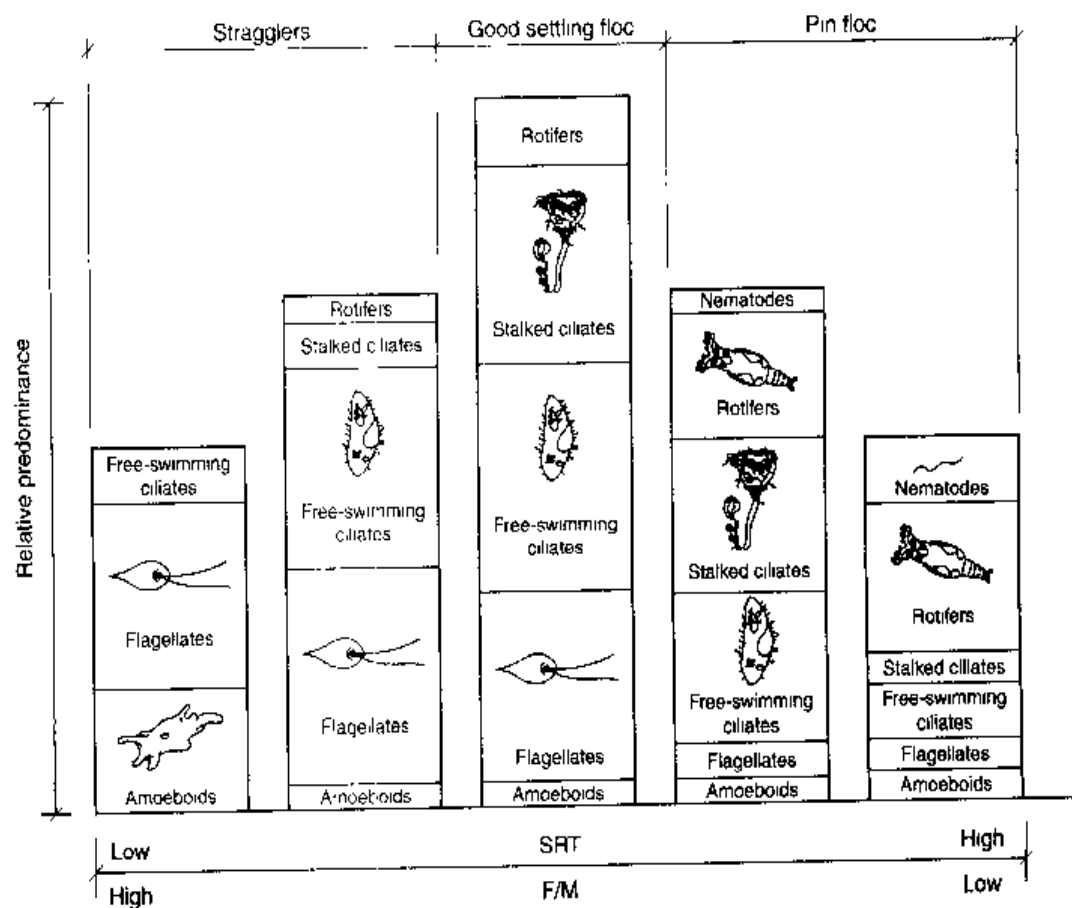 Stragglers
Good settling floc
Pin floc
Relative predominance
Free-swimming
ciliates
Flagellates
Amoeboids
Rotifers
Stalked ciliates
Free-swimming
ciliates
Flagellates
Amoeboids
Rotifers
Stalked ciliates
Free-swimming
ciliates
Flagellates
Amoeboids
Nematodes
Rotifers
Stalked ciliates
Free-swimming
ciliates
Flagellates
Amoeboids
Nematodes
Rotifers
Stalked ciliates
Free-swimming
ciliates
Flagellates
Amoeboids
Low
SRT
High
High
F/M
Low